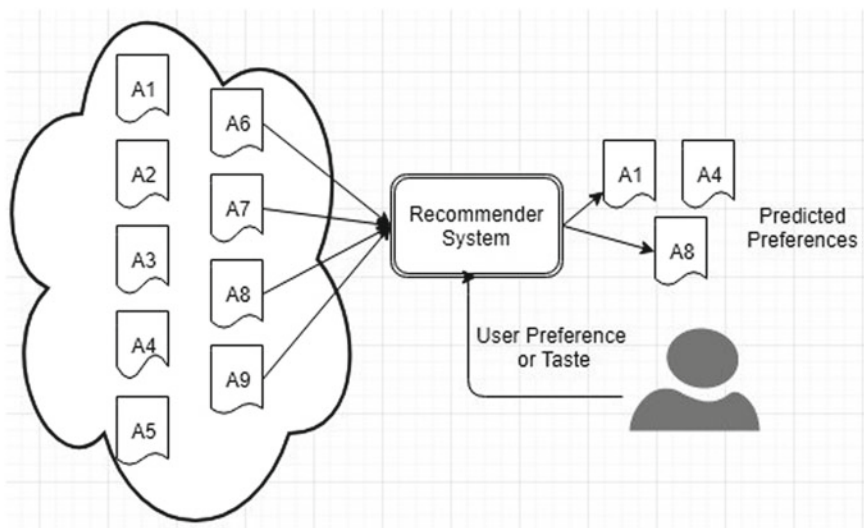 A1
A2
A3
A4
A5
A6
A7
A8
A9
Recommender
System
User Preference
or Taste
A1
A4
A8
Predicted
Preferences